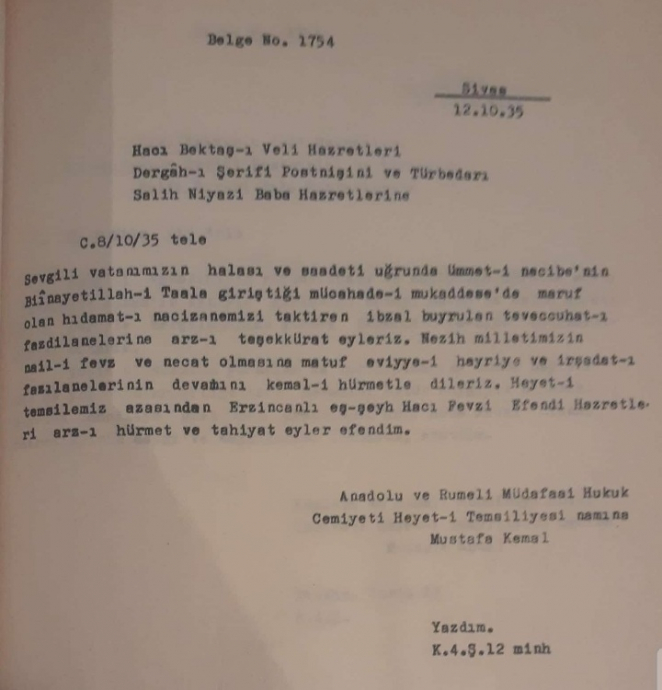 Belge No. 1754
Sivas
12.10.35
Hacı Bektaş-ı Veli Hazretleri
Dergâh-ı Şerifi Postnişini ve Türbedarı
Salih Niyazi Baba Hazretlerine
C.8/10/35 tele
Sevgili vatanımızın halası ve saadeti uğrunda Ümmet-i necibe'nin
Biînayetillah-i Taala giriştiği mücahade-i mukaddese'de maruf
olan hıdamat-ı nacizanemizi taktiren ibzal buyrulan teveccuhat-ı
fazdilanelerine arz-ı teşekkürat eyleriz. Nezih milletimizin
nail-i fevz ve necat olmasına matuf eviyye-i hayriye ve irşadat-ı
fazılanelerinin devamını kemal-i hürmetle dileriz. Heyet-i
temsilemiz azasından Erzincanlı eş-şeyh Hacı Fevzi Efendi Hazretle-
ri arz-ı hürmet ve tahiyat eyler efendim.
Anadolu ve Rumeli Müdafaai Hukuk
Cemiyeti Heyet-i Temsiliyesi namına
Mustafa Kemal
Yazdım.
K.4.Ş.12 minh